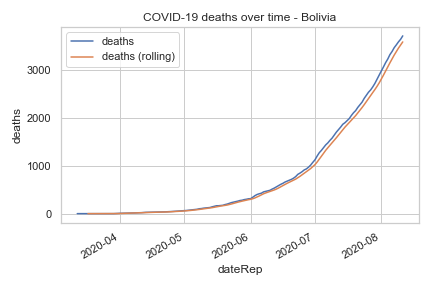 COVID-19 deaths over time - Bolivia
deaths
deaths (rolling)
3000
2000
1000
0
deaths
2020-04
2020-05
2020-06
2020-07
2020-08
dateRep